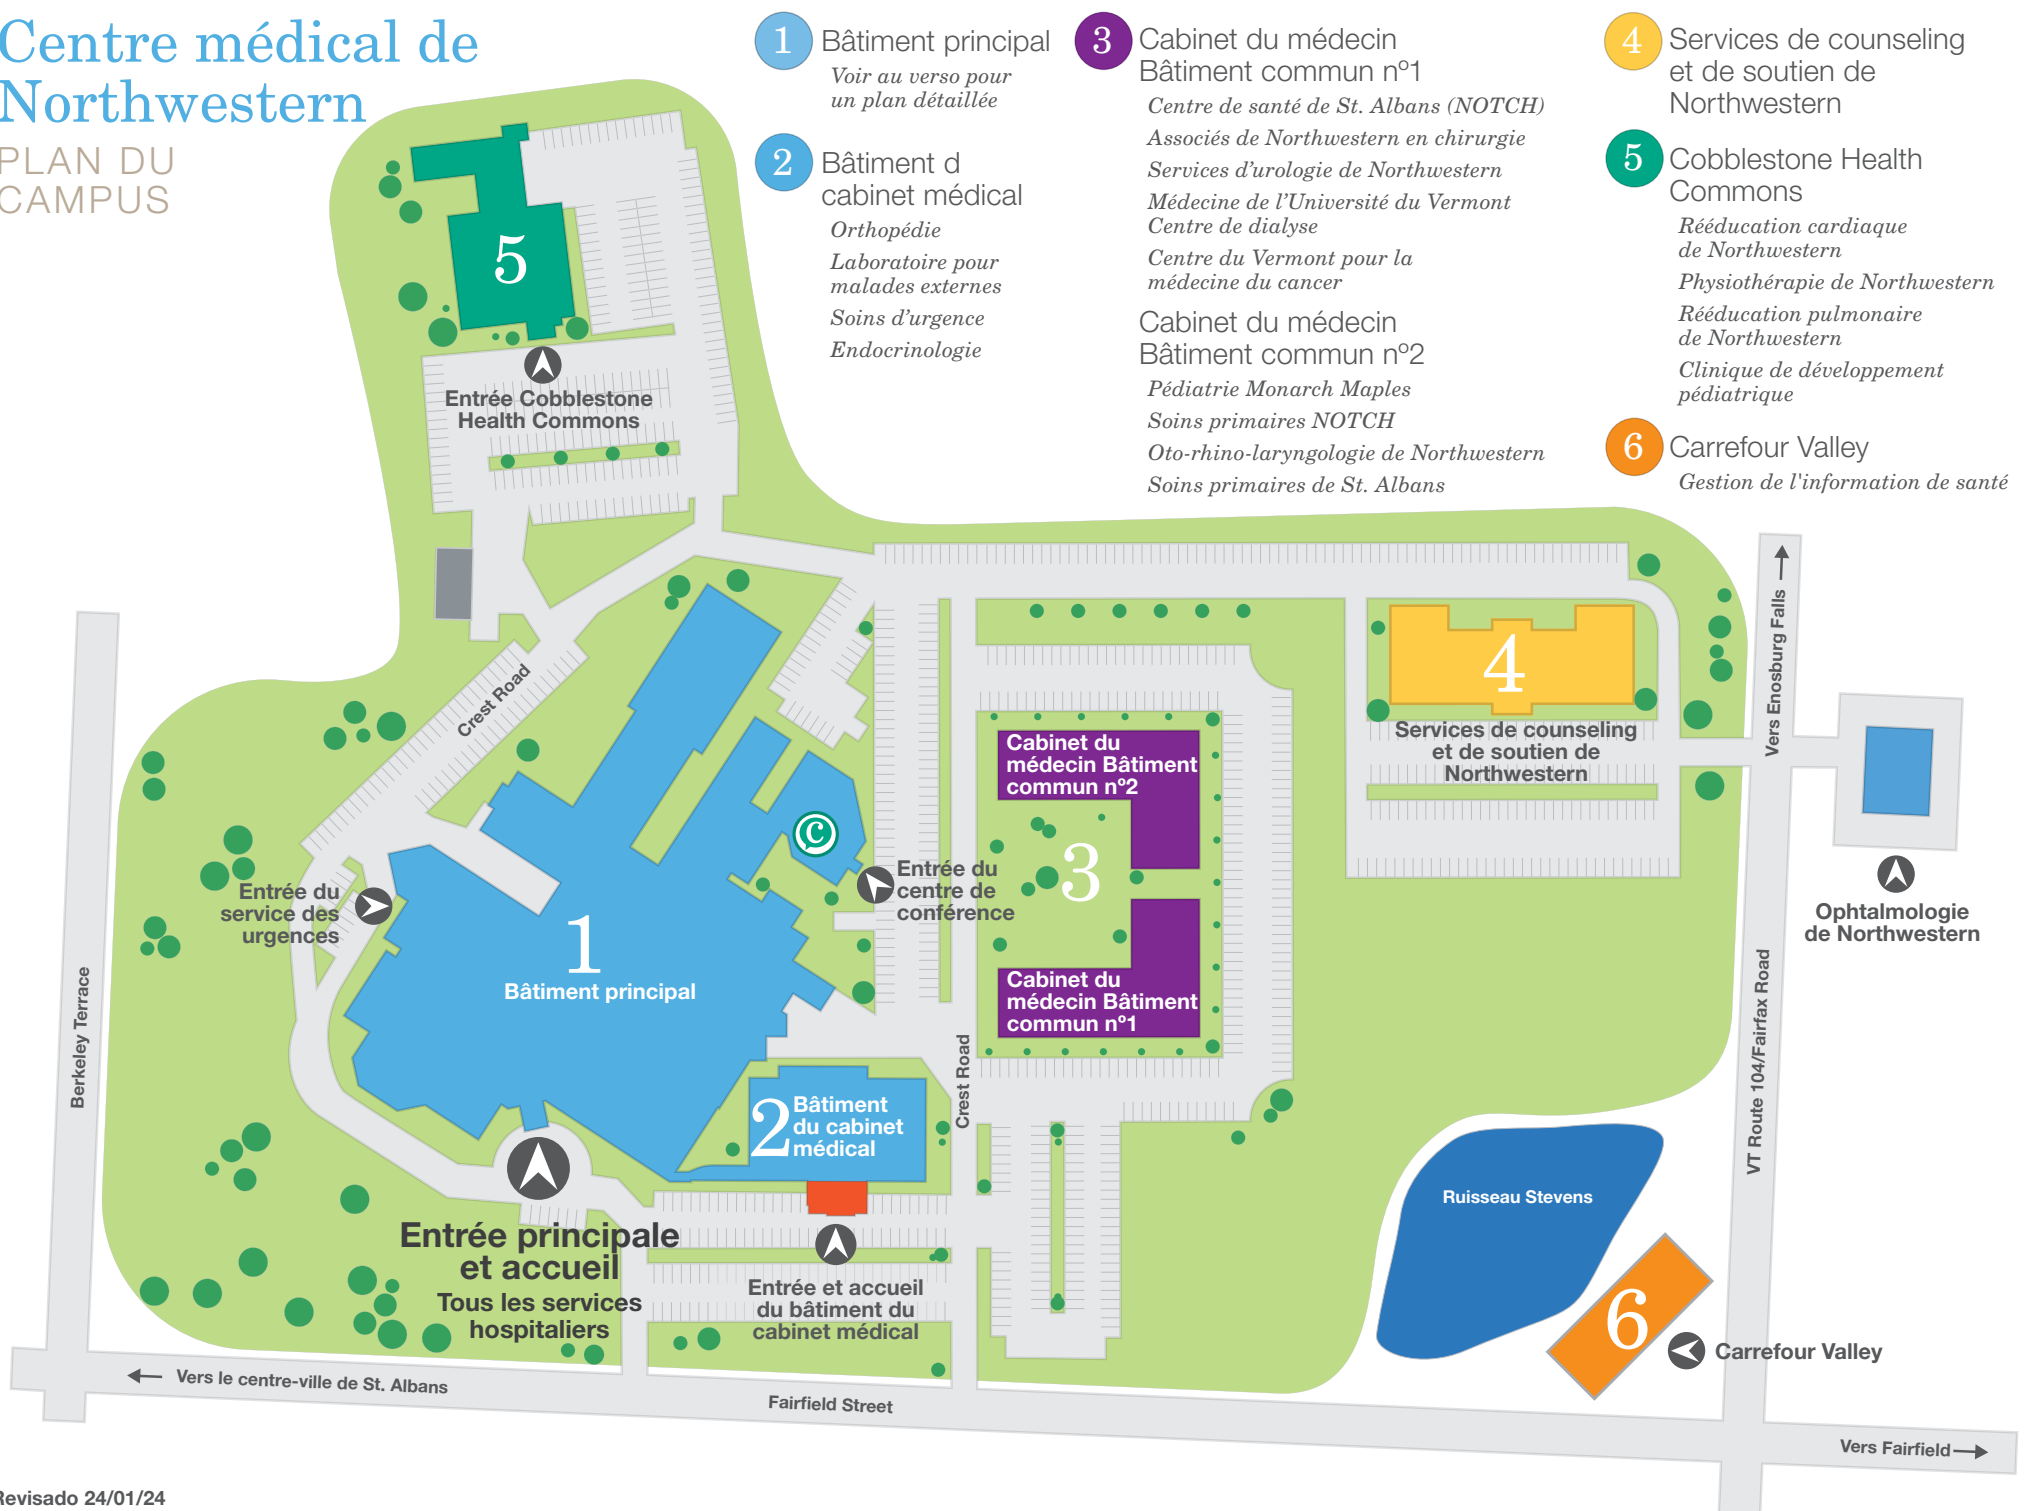 Centre médical de
Northwestern
PLAN DU
CAMPUS
1 Bâtiment principal
Voir au verso pour
un plan détaillée
2 Bâtiment d
cabinet médical
Orthopédie
Laboratoire pour
malades externes
Soins d'urgence
Endocrinologie
3 Cabinet du médecin
Bâtiment commun nº1
Centre de santé de St. Albans (NOTCH)
Associés de Northwestern en chirurgie
Services d'urologie de Northwestern
Médecine de l'Université du Vermont
Centre de dialyse
Centre du Vermont pour la
médecine du cancer
Cabinet du médecin
Bâtiment commun nº2
Pédiatrie Monarch Maples
Soins primaires NOTCH
Oto-rhino-laryngologie de Northwestern
Soins primaires de St. Albans
4 Services de counseling
et de soutien de
Northwestern
5 Cobblestone Health
Commons
Rééducation cardiaque
de Northwestern
Physiothérapie de Northwestern
Rééducation pulmonaire
de Northwestern
Clinique de développement
pédiatrique
6 Carrefour Valley
Gestion de l'information de santé
5
Entrée Cobblestone
Health Commons
Crest Road
Berkeley Terrace
Entrée du
service des
urgences
1
Bâtiment principal
C
Entrée du
centre de
conférence
Cabinet du
médecin Bâtiment
commun nº2
3
Cabinet du
médecin Bâtiment
commun nº1
Crest Road
4
Services de counseling
et de soutien de
Northwestern
Vers Enosburg Falls
Ophtalmologie
de Northwestern
VT Route 104/Fairfax Road
2
Bâtiment
du cabinet
médical
Entrée principale
et accueil
Tous les services
hospitaliers
Entrée et accueil
du bâtiment du
cabinet médical
Ruisseau Stevens
6
Carrefour Valley
Vers le centre-ville de St. Albans
Fairfield Street
Vers Fairfield
Revisado 24/01/24